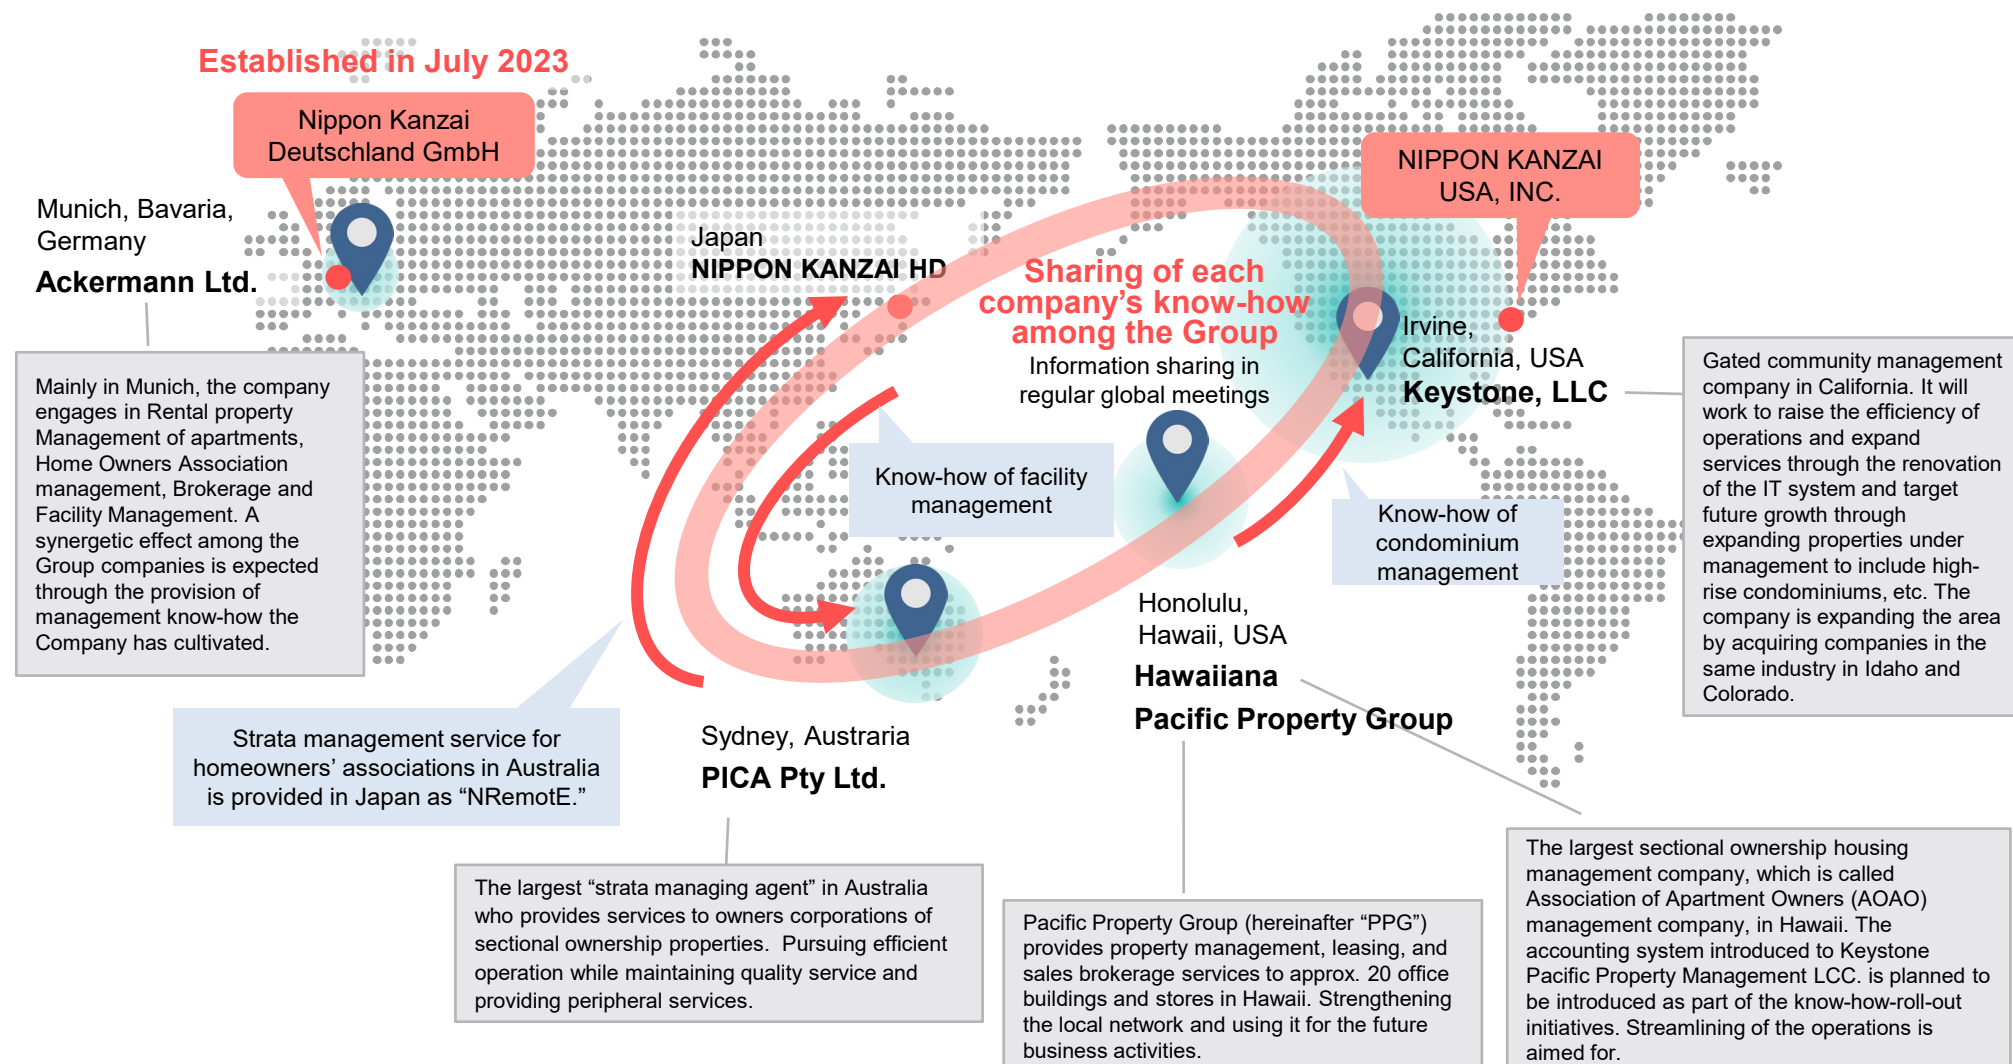 Established in July 2023
Nippon Kanzai
Deutschland GmbH
Munich, Bavaria,
Germany
Ackermann Ltd.
Mainly in Munich, the company
engages in Rental property
Management of apartments,
Home Owners Association
management, Brokerage and
Facility Management. A
synergetic effect among the
Group companies is expected
through the provision of
management know-how the
Company has cultivated.
Japan
NIPPON KANZAI HD
Sharing of each
company’s know-how
among the Group
Information sharing in
regular global meetings
NIPPON KANZAI
USA, INC.
Irvine,
California, USA
Keystone, LLC
Gated community management
company in California. It will
work to raise the efficiency of
operations and expand
services through the renovation
of the IT system and target
future growth through
expanding properties under
management to include high-
rise condominiums, etc. The
company is expanding the area
by acquiring companies in the
same industry in Idaho and
Colorado.
Know-how of facility
management
Know-how of
condominium
management
Honolulu,
Hawaii, USA
Hawaiiana
Pacific Property Group
Strata management service for
homeowners’ associations in Australia
is provided in Japan as “NRemotE.”
Sydney, Austraria
PICA Pty Ltd.
The largest “strata managing agent” in Australia
who provides services to owners corporations of
sectional ownership properties.  Pursuing efficient
operation while maintaining quality service and
providing peripheral services.
Pacific Property Group (hereinafter “PPG”)
provides property management, leasing, and
sales brokerage services to approx. 20 office
buildings and stores in Hawaii. Strengthening
the local network and using it for the future
business activities.
The largest sectional ownership housing
management company, which is called
Association of Apartment Owners (AOAO)
management company, in Hawaii. The
accounting system introduced to Keystone
Pacific Property Management LCC. is planned to
be introduced as part of the know-how-roll-out
initiatives. Streamlining of the operations is
aimed for.